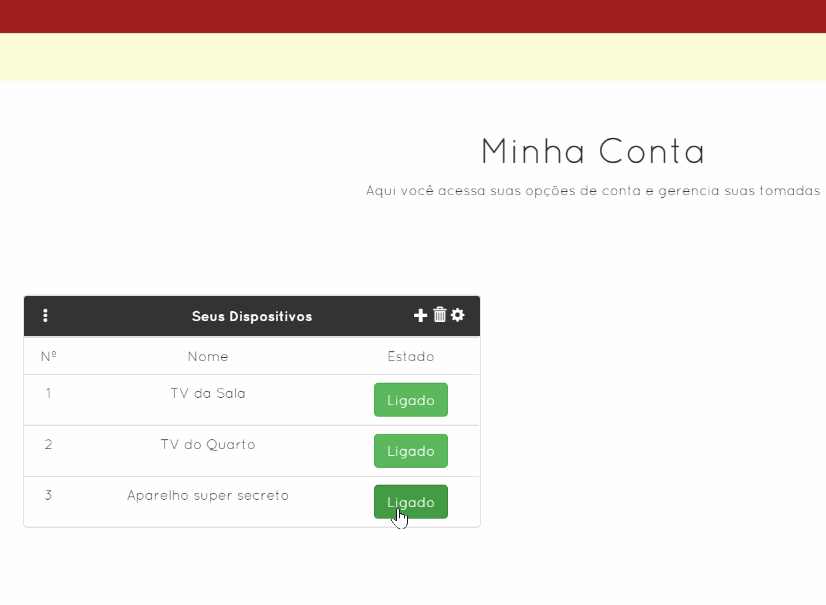 Minha Conta
Aqui você acessa suas opções de conta e gerencia suas tomadas
Seus Dispositivos
Nº Nome Estado
1 TV da Sala Ligado
2 TV do Quarto Ligado
3 Aparelho super secreto Ligado